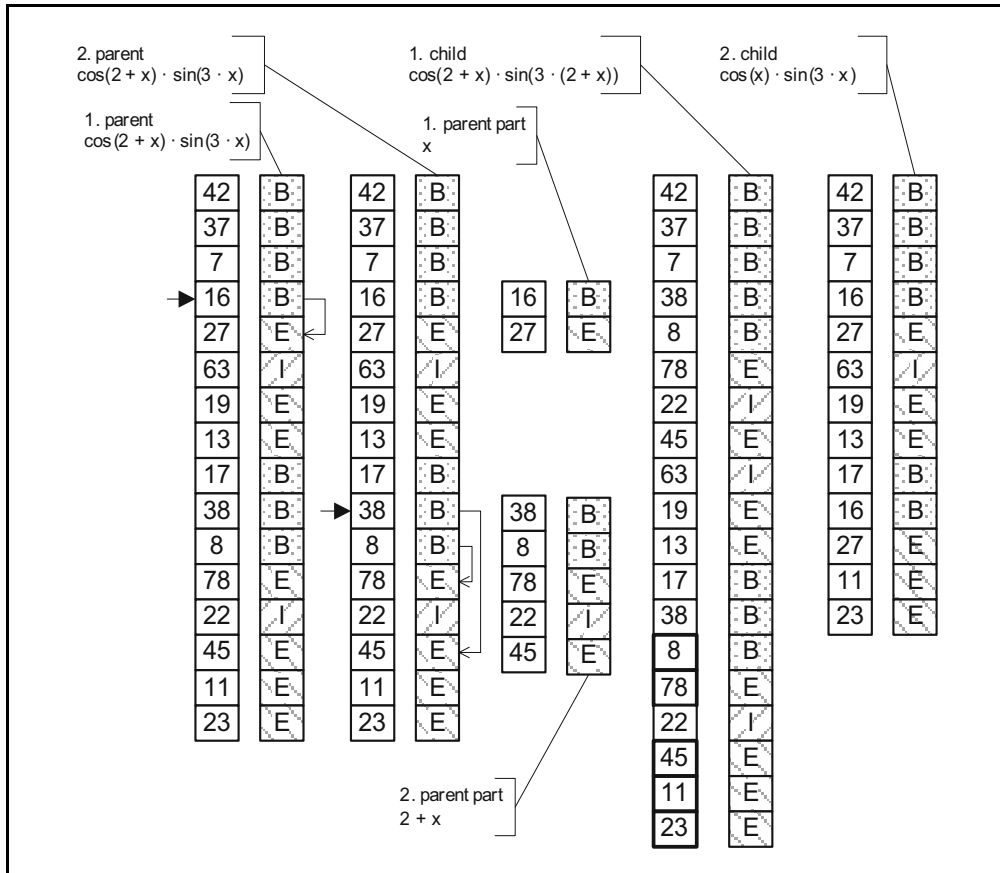 2. parent
cos(2 + x) · sin(3 · x)
1. child
cos(2 + x) · sin(3 · (2 + x))
2. child
cos(x) · sin(3 · x)
1. parent
cos(2 + x) · sin(3 · x)
1. parent part
x
42 B 42 B 42 B 42 B
37 B 37 B 37 B 37 B
7 B 7 B 7 B 7 B
16 B 16 B 16 B 38 B 16 B
27 E 27 E 27 E 8 B 27 E
63 I 63 I 78 E 63 I
19 E 19 E 22 I 19 E
13 E 13 E 45 E 13 E
17 B 17 B 63 I 17 B
38 B 38 B 38 B 19 E 16 B
8 B 8 B 8 B 13 E 27 E
78 E 78 E 78 E 17 B 11 E
22 I 22 I 22 I 38 B 23 E
45 E 45 E 45 E 8 B
11 E 11 E 78 E
23 E 23 E 22 I
45 E
11 E
23 E
2. parent part
2 + x